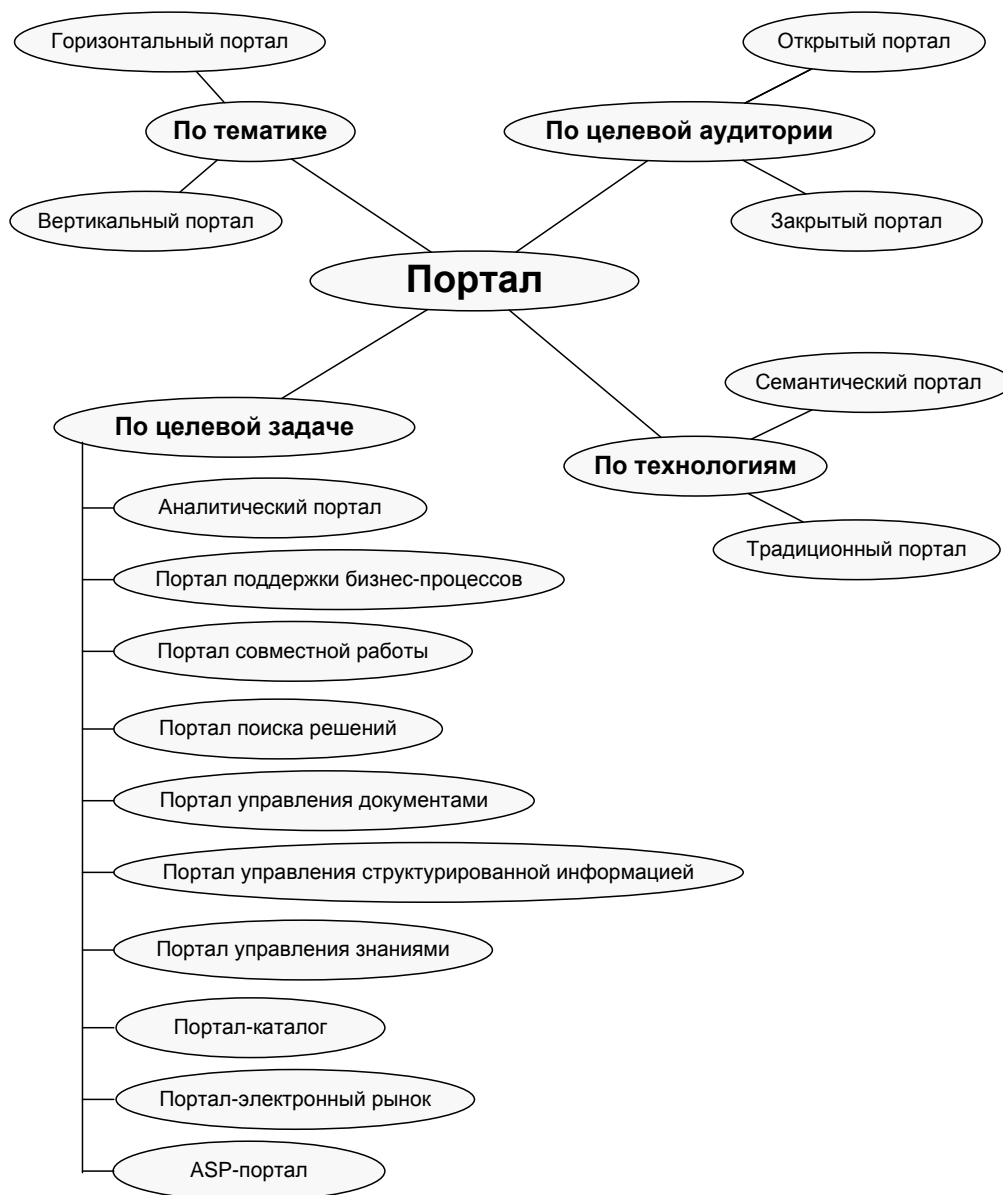 Горизонтальный портал
Открытый портал
По тематике
По целевой аудитории
Вертикальный портал
Закрытый портал
Портал
Семантический портал
По целевой задаче
По технологиям
Аналитический портал
Традиционный портал
Портал поддержки бизнес-процессов
Портал совместной работы
Портал поиска решений
Портал управления документами
Портал управления структурированной информацией
Портал управления знаниями
Портал-каталог
Портал-электронный рынок
ASP-портал